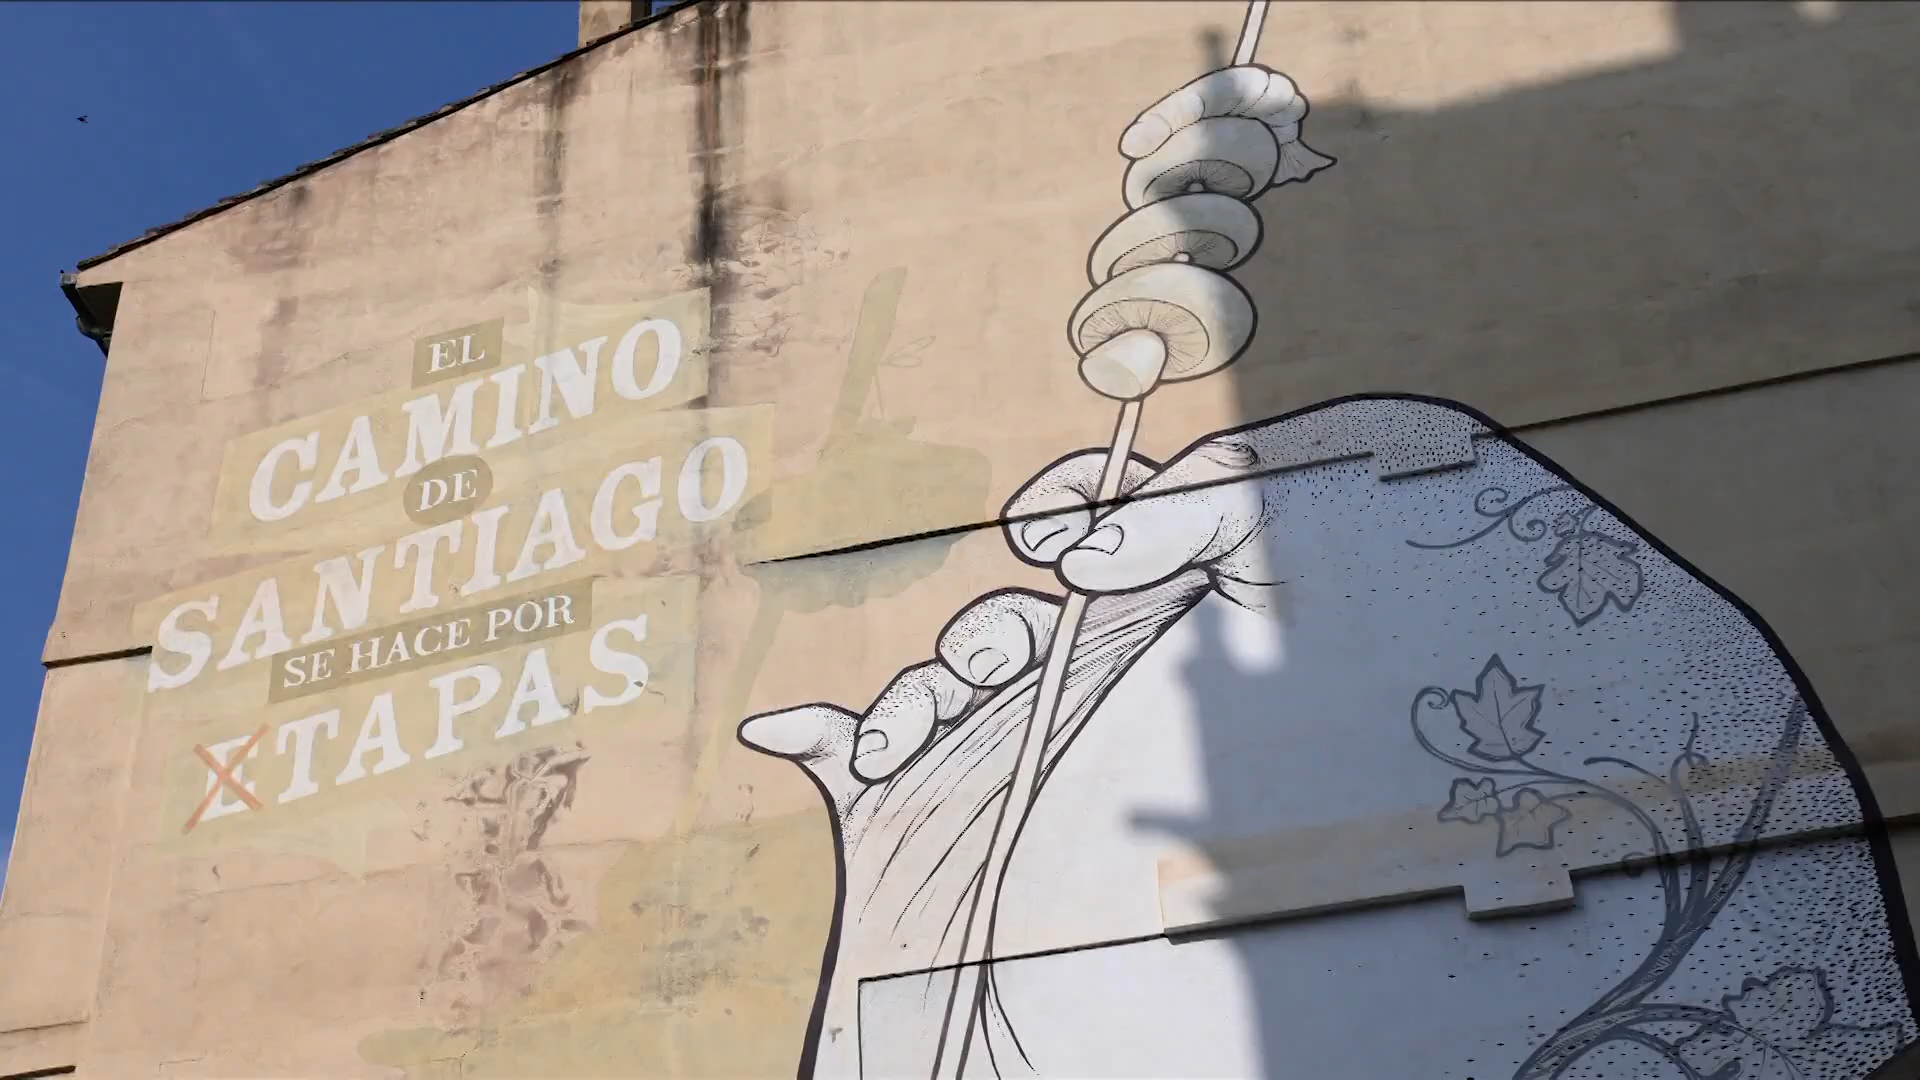 EL
CAMINO
DE
SANTIAGO
SE HACE POR
ETAPAS